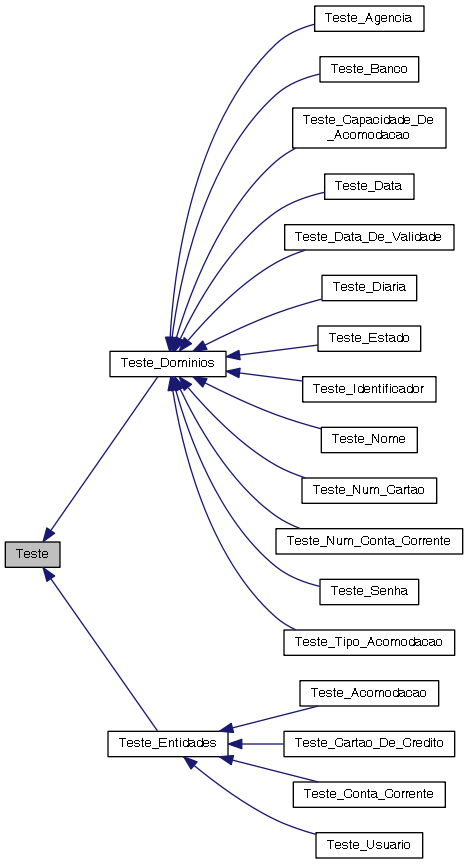 Teste_Agencia
Teste_Banco
Teste_Capacidade_De
_Acomodacao
Teste_Data
Teste_Data_De_Validade
Teste_Diaria
Teste_Estado
Teste_Dominios
Teste_Identificador
Teste_Nome
Teste_Num_Cartao
Teste_Num_Conta_Corrente
Teste
Teste_Senha
Teste_Tipo_Acomodacao
Teste_Acomodacao
Teste_Entidades
Teste_Cartao_De_Credito
Teste_Conta_Corrente
Teste_Usuario